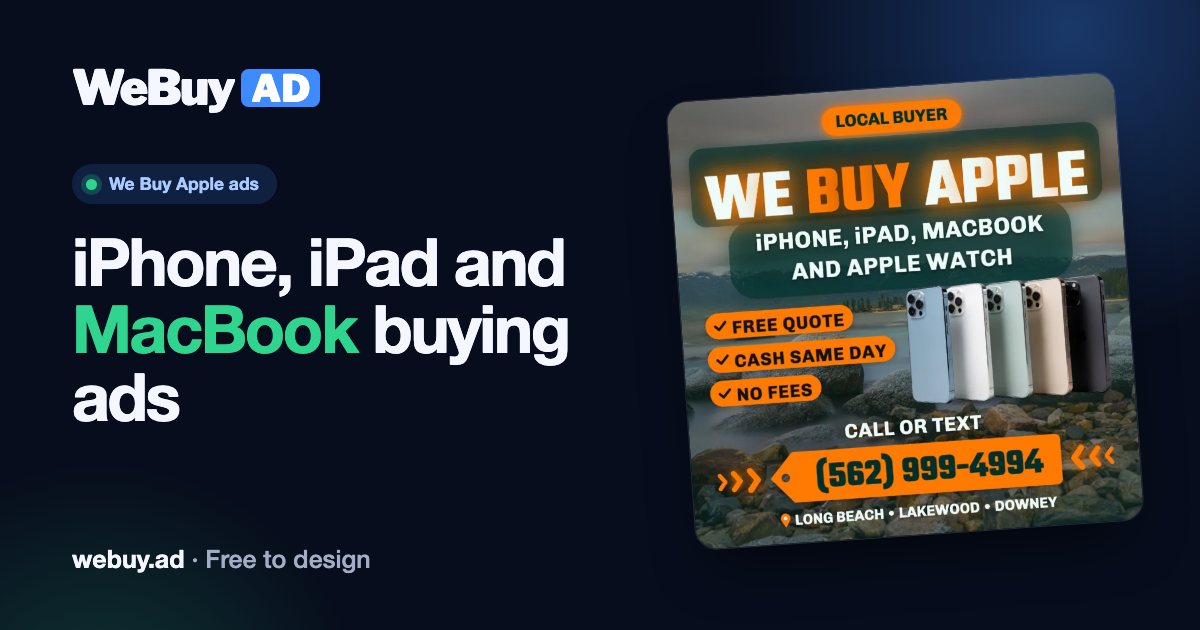 WeBuy AD
We Buy Apple ads
iPhone, iPad and
MacBook buying
ads
webuy.ad · Free to design
LOCAL BUYER
WE BUY APPLE
iPHONE, iPAD, MACBOOK
AND APPLE WATCH
FREE QUOTE
CASH SAME DAY
NO FEES
CALL OR TEXT
(562) 999-4994
LONG BEACH • LAKEWOOD • DOWNEY